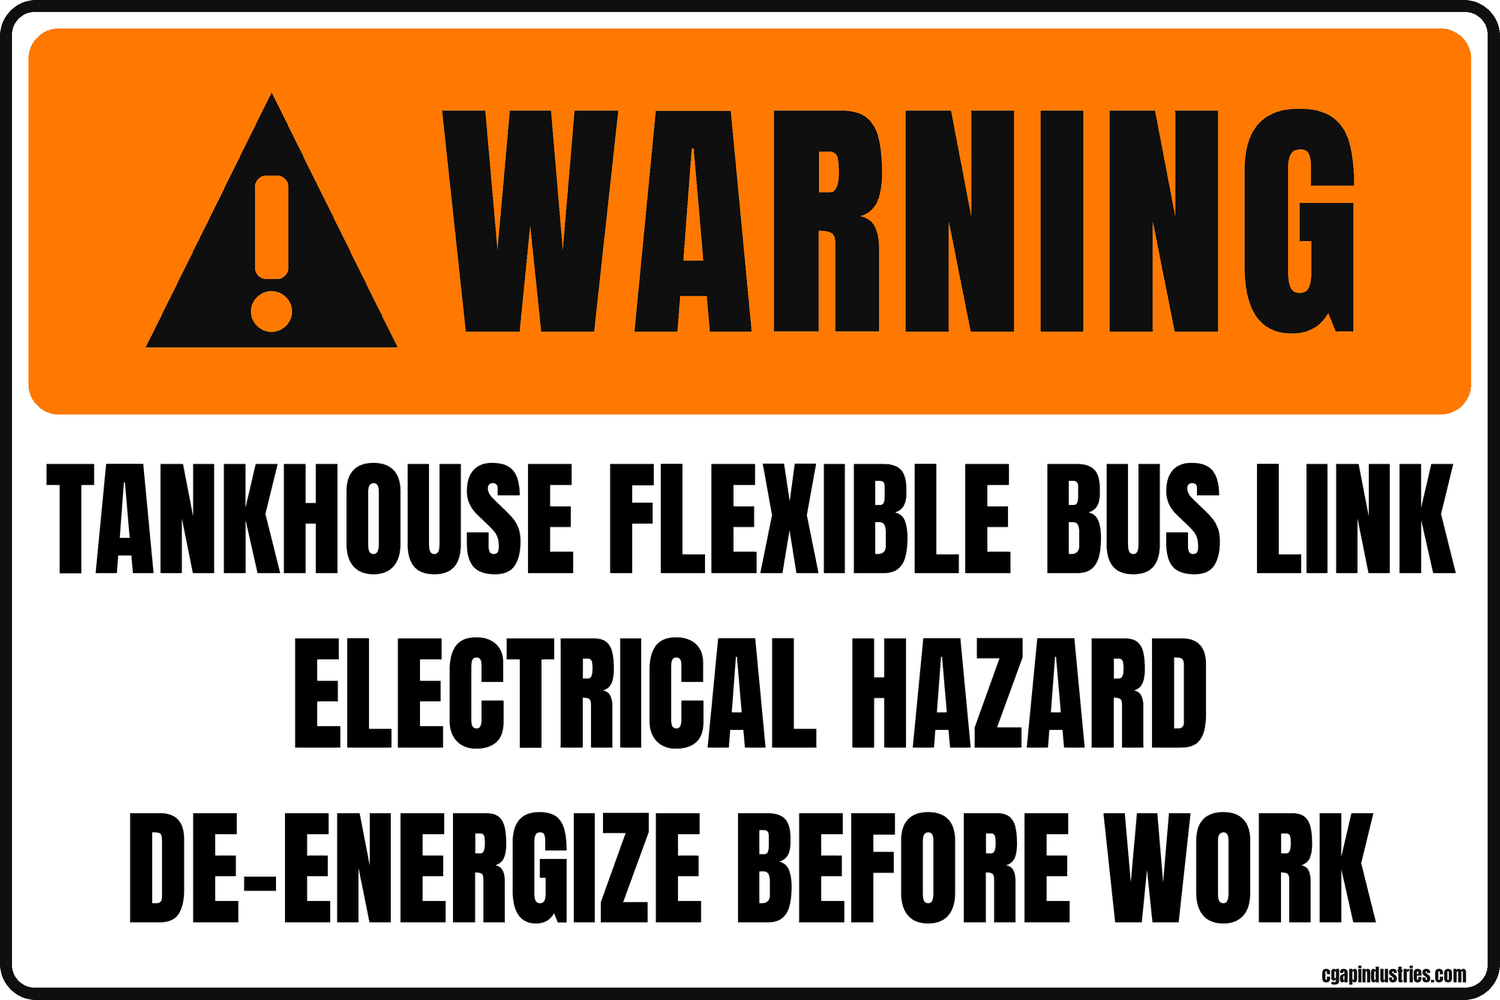 WARNING
TANKHOUSE FLEXIBLE BUS LINK
ELECTRICAL HAZARD
DE-ENERGIZE BEFORE WORK
cgapindustries.com